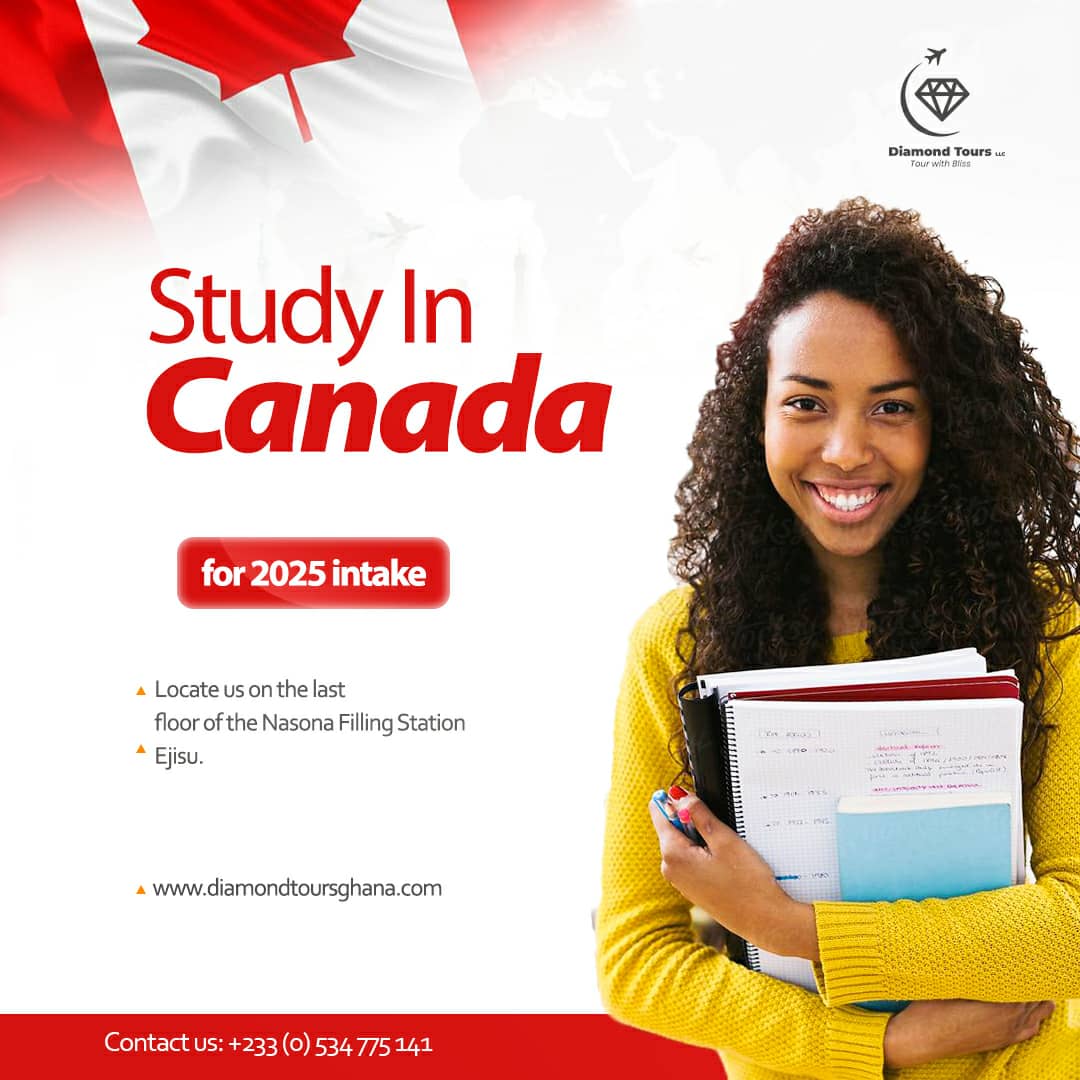 Diamond Tours LLC
Tour with Bliss
Study In
Canada
for 2025 intake
Locate us on the last
floor of the Nasona Filling Station
Ejisu.
www.diamondtoursghana.com
Contact us: +233 (0) 534 775 141